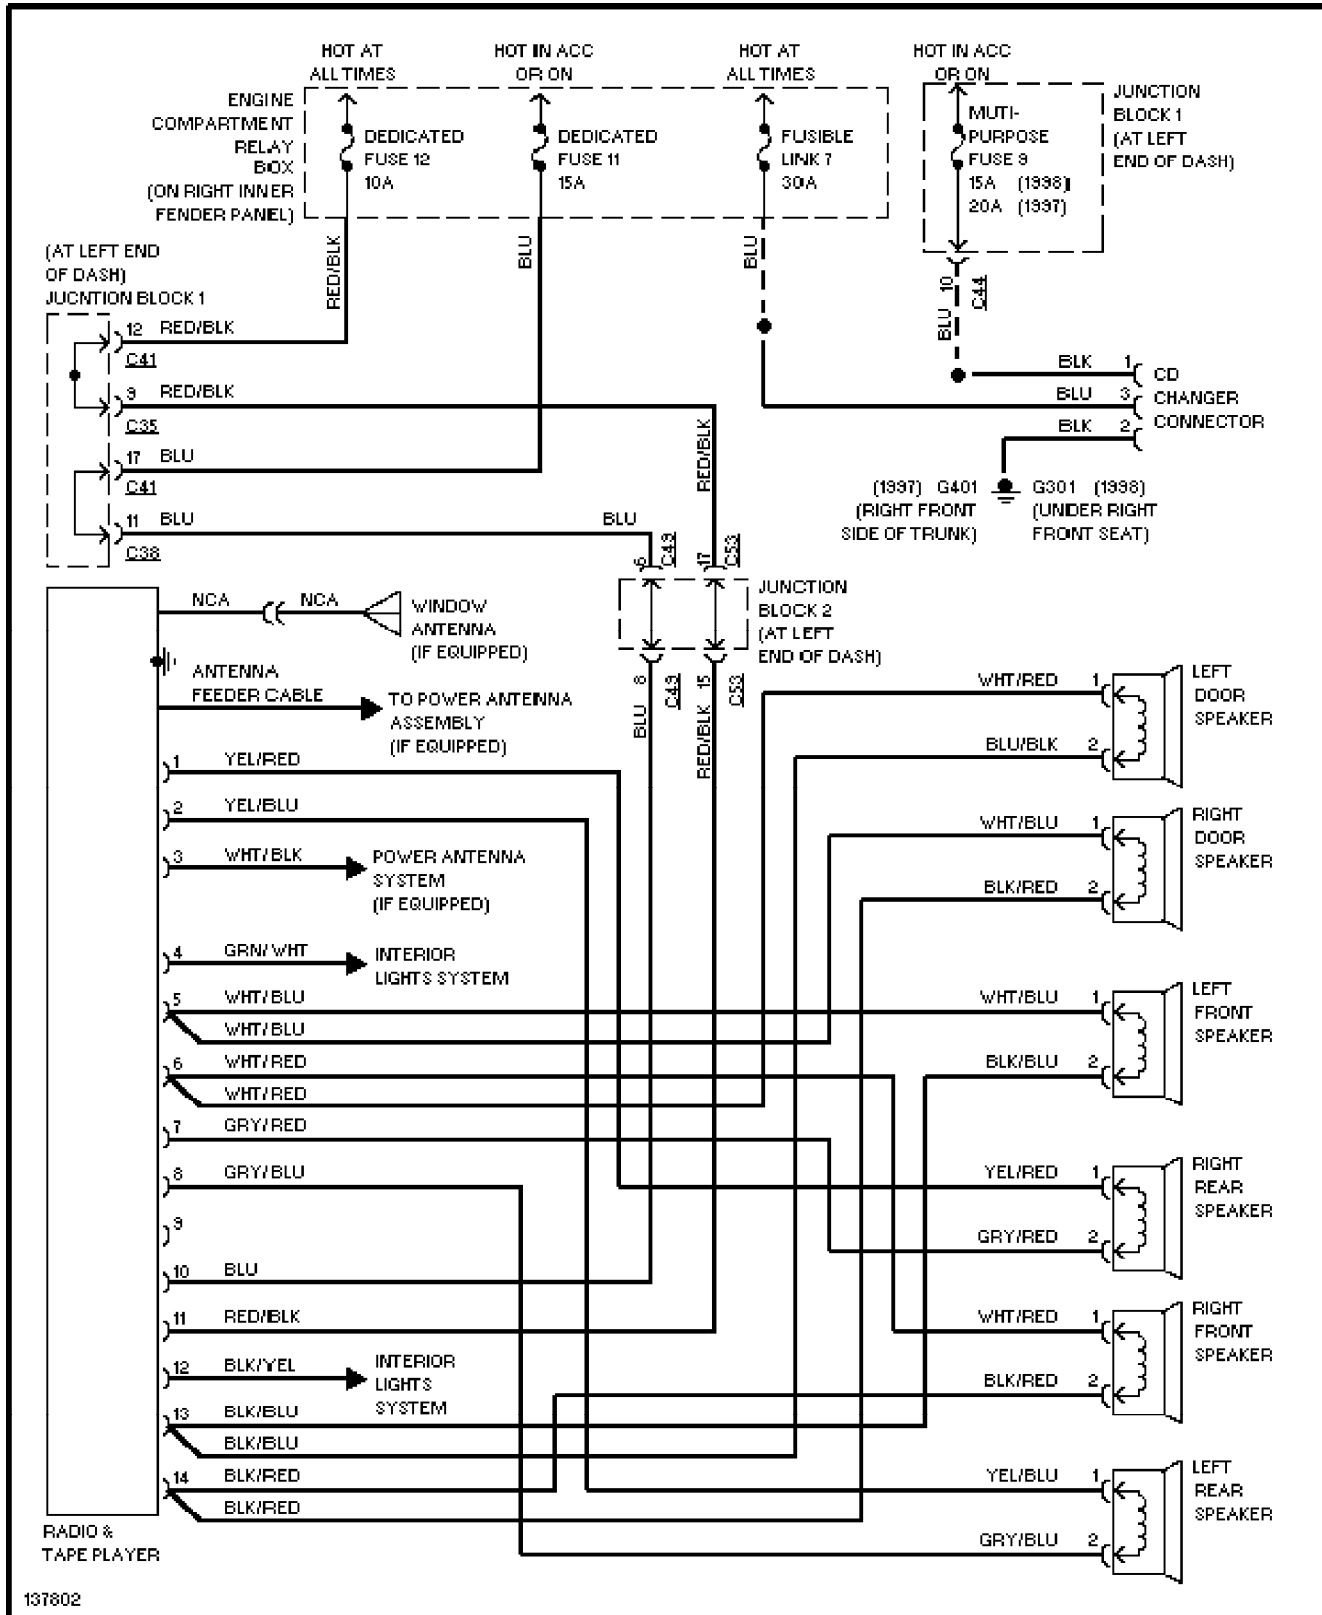 HOT AT
ALL TIMES
HOT IN ACC
OR ON
HOT AT
ALL TIMES
HOT IN ACC
OR ON
ENGINE
COMPARTMENT
RELAY
BOX
(ON RIGHT INNER
FENDER PANEL)
DEDICATED
FUSE 12
10A
DEDICATED
FUSE 11
15A
FUSIBLE
LINK 7
30A
MUTI-
PURPOSE
FUSE 9
15A (1998)
20A (1997)
JUNCTION
BLOCK 1
(AT LEFT
END OF DASH)
RED/BLK
BLU
BLU
BLU
10
C44
(AT LEFT END
OF DASH)
JUCNTION BLOCK 1
12 RED/BLK
C41
9 RED/BLK
C35
17 BLU
C41
11 BLU
C38
BLU
RED/BLK
BLK 1
BLU 3
BLK 2
CD
CHANGER
CONNECTOR
(1997) G401
(RIGHT FRONT
SIDE OF TRUNK)
G301 (1998)
(UNDER RIGHT
FRONT SEAT)
6
C49
17
C53
JUNCTION
BLOCK 2
(AT LEFT
END OF DASH)
8
C49
15
C53
BLU
RED/BLK
NCA
NCA
WINDOW
ANTENNA
(IF EQUIPPED)
ANTENNA
FEEDER CABLE
TO POWER ANTEINNA
ASSEMBLY
(IF EQUIPPED)
1 YEL/RED
2 YEL/BLU
3 WHT/BLK
POWER ANTENNA
SYSTEM
(IF EQUIPPED)
4 GRN/WHT
INTERIOR
LIGHTS SYSTEM
5 WHT/BLU
WHT/BLU
6 WHT/RED
WHT/RED
7 GRY/RED
8 GRY/BLU
9
10 BLU
11 RED/BLK
12 BLK/YEL
INTERIOR
LIGHTS
SYSTEM
13 BLK/BLU
BLK/BLU
14 BLK/RED
BLK/RED
RADIO &
TAPE PLAYER
WHT/RED 1
BLU/BLK 2
LEFT
DOOR
SPEAKER
WHT/BLU 1
BLK/RED 2
RIGHT
DOOR
SPEAKER
WHT/BLU 1
BLK/BLU 2
LEFT
FRONT
SPEAKER
YEL/RED 1
GRY/RED 2
RIGHT
REAR
SPEAKER
WHT/RED 1
BLK/RED 2
RIGHT
FRONT
SPEAKER
YEL/BLU 1
GRY/BLU 2
LEFT
REAR
SPEAKER
137802